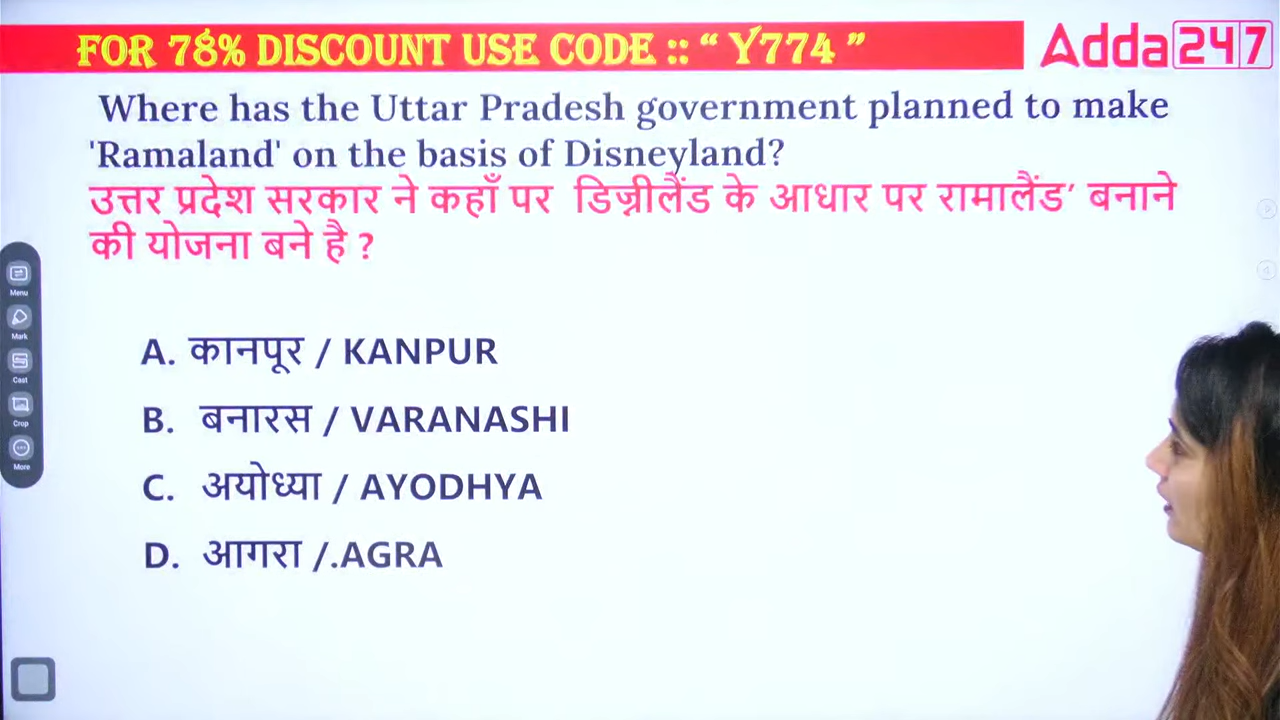 FOR 78% DISCOUNT USE CODE :: “ Y774 ”
Adda247
Where has the Uttar Pradesh government planned to make
'Ramaland' on the basis of Disneyland?
उत्तर प्रदेश सरकार ने कहाँ पर डिज्नीलैंड के आधार पर रामालैंड’ बनाने
की योजना बने है ?
A. कानपूर / KANPUR
B. बनारस / VARANASHI
C. अयोध्या / AYODHYA
D. आगरा /.AGRA
Menu
Mark
Cast
Crop
More